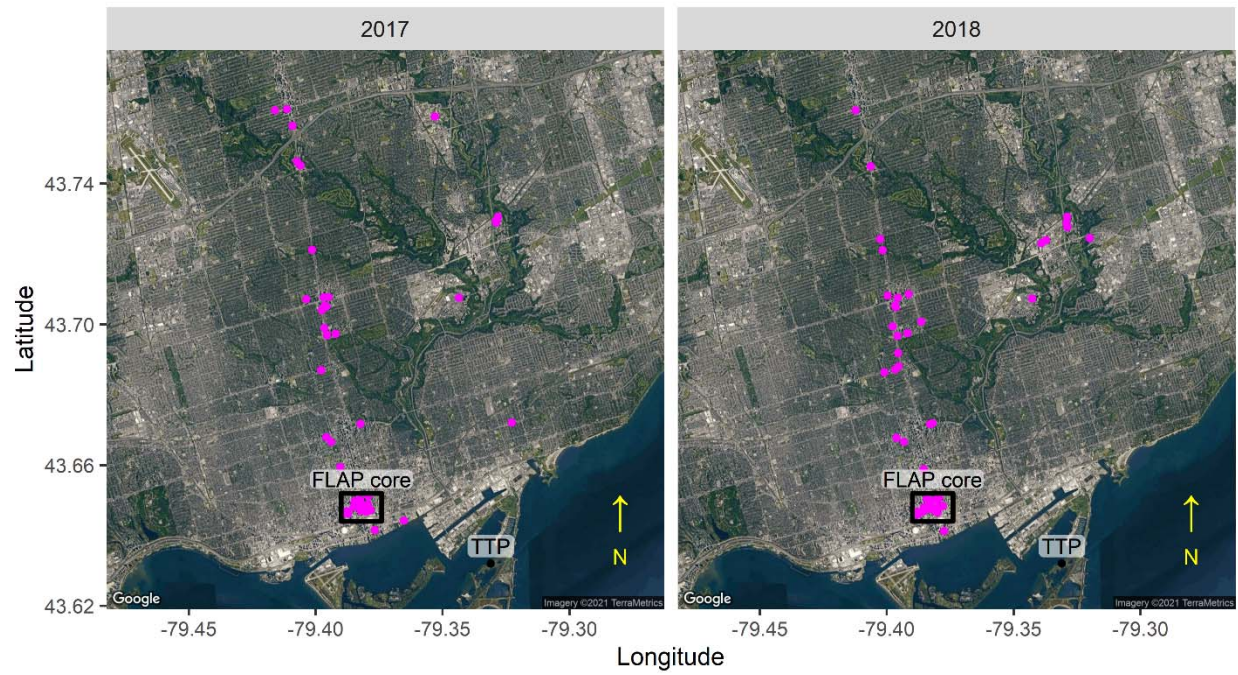 2017
2018
Latitude
43.74
43.70
43.66
43.62
FLAP core
TTP
N
Google
Imagery ©2021 TerraMetrics
FLAP core
TTP
N
Google
Imagery ©2021 TerraMetrics
-79.45
-79.40
-79.35
-79.30
-79.45
-79.40
-79.35
-79.30
Longitude